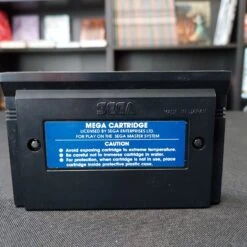 SEGA
MADE IN JAPAN
MEGA CARTRIDGE
LICENSED BY SEGA ENTERPRISES LTD.
FOR PLAY ON THE SEGA MASTER SYSTEM
CAUTION
● Avoid exposing cartridge to extreme temperature.
● Be careful not to immerse cartridge in water.
● For protection, when cartridge is not in use, place
cartridge inside protective plastic case.